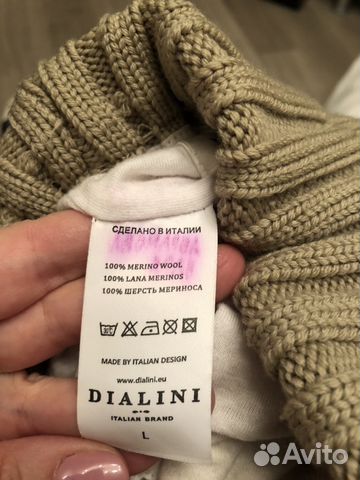 СДЕЛАНО В ИТАЛИИ
100% MERINO WOOL
100% LANA MERINOS
100% ШЕРСТЬ МЕРИНОСА
MADE BY ITALIAN DESIGN
www.dialini.eu
DIALINI
ITALIAN BRAND
L
Avito